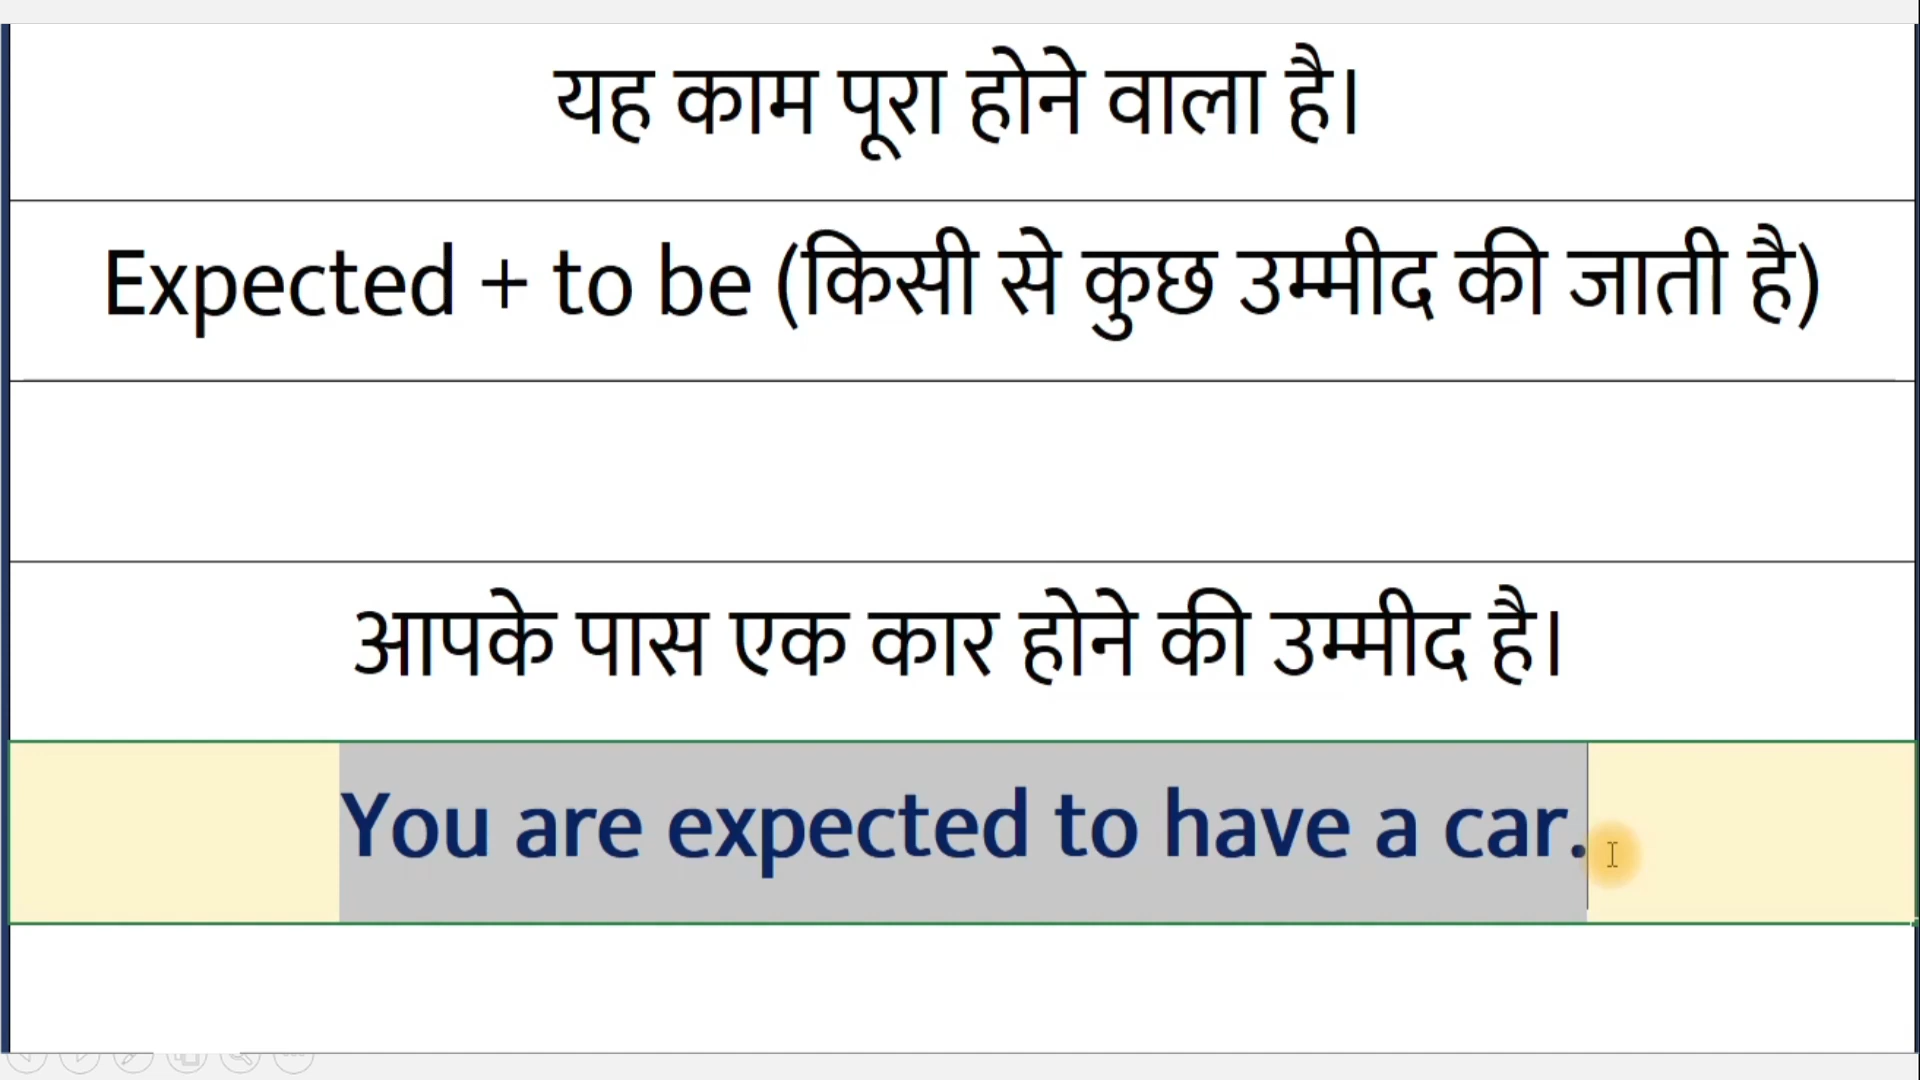 यह काम पूरा होने वाला है।
Expected + to be (किसी से कुछ उम्मीद की जाती है)
आपके पास एक कार होने की उम्मीद है।
You are expected to have a car.